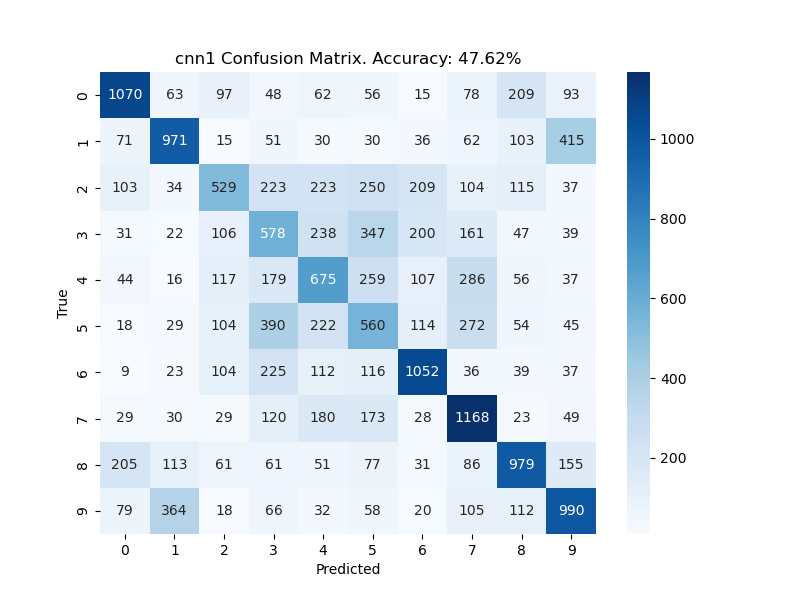 cnn1 Confusion Matrix. Accuracy: 47.62%
0 1070 63 97 48 62 56 15 78 209 93
1 71 971 15 51 30 30 36 62 103 415
2 103 34 529 223 223 250 209 104 115 37
3 31 22 106 578 238 347 200 161 47 39
4 44 16 117 179 675 259 107 286 56 37
5 18 29 104 390 222 560 114 272 54 45
6 9 23 104 225 112 116 1052 36 39 37
7 29 30 29 120 180 173 28 1168 23 49
8 205 113 61 61 51 77 31 86 979 155
9 79 364 18 66 32 58 20 105 112 990
0 1 2 3 4 5 6 7 8 9
Predicted
True
1000
800
600
400
200